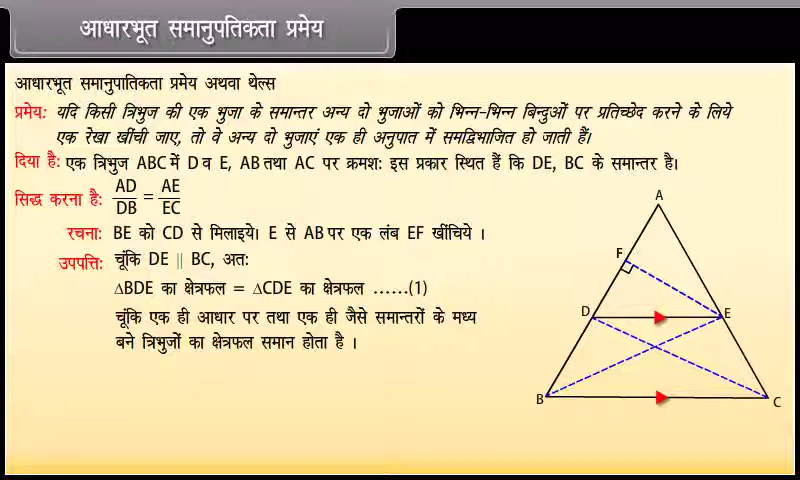 आधारभूत समानुपतिकता प्रमेय
आधारभूत समानुपातिकता प्रमेय अथवा थेल्स
प्रमेय: यदि किसी त्रिभुज की एक भुजा के समान्तर अन्य दो भुजाओं को भिन्न-भिन्न बिन्दुओं पर प्रतिच्छेद करने के लिये
एक रेखा खींची जाए, तो वे अन्य दो भुजाएं एक ही अनुपात में समद्विभाजित हो जाती हैं।
दिया है: एक त्रिभुज ABC में D व E, AB तथा AC पर क्रमश: इस प्रकार स्थित हैं कि DE, BC के समान्तर है।
सिद्ध करना है: AD/DB = AE/EC
रचना: BE को CD से मिलाइये। E से AB पर एक लंब EF खींचिये ।
उपपत्ति: चूंकि DE || BC, अत:
∆BDE का क्षेत्रफल = ∆CDE का क्षेत्रफल ......(1)
चूंकि एक ही आधार पर तथा एक ही जैसे समान्तरों के मध्य
बने त्रिभुजों का क्षेत्रफल समान होता है ।
A
F
D E
B C